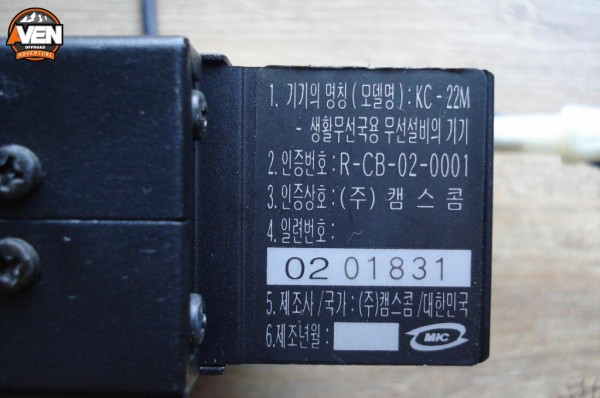 AVEN
OFFROAD
ADVENTURE
1. 기기의 명칭(모델명) : KC - 22M
- 생활무선국용 무선설비의 기기
2. 인증번호 : R-CB-02-0001
3. 인증상호 : (주) 캠스콤
4. 일련번호 :
02 01831
5. 제조사/국가 : (주)캠스콤/대한민국
6.제조년월 :
MIC